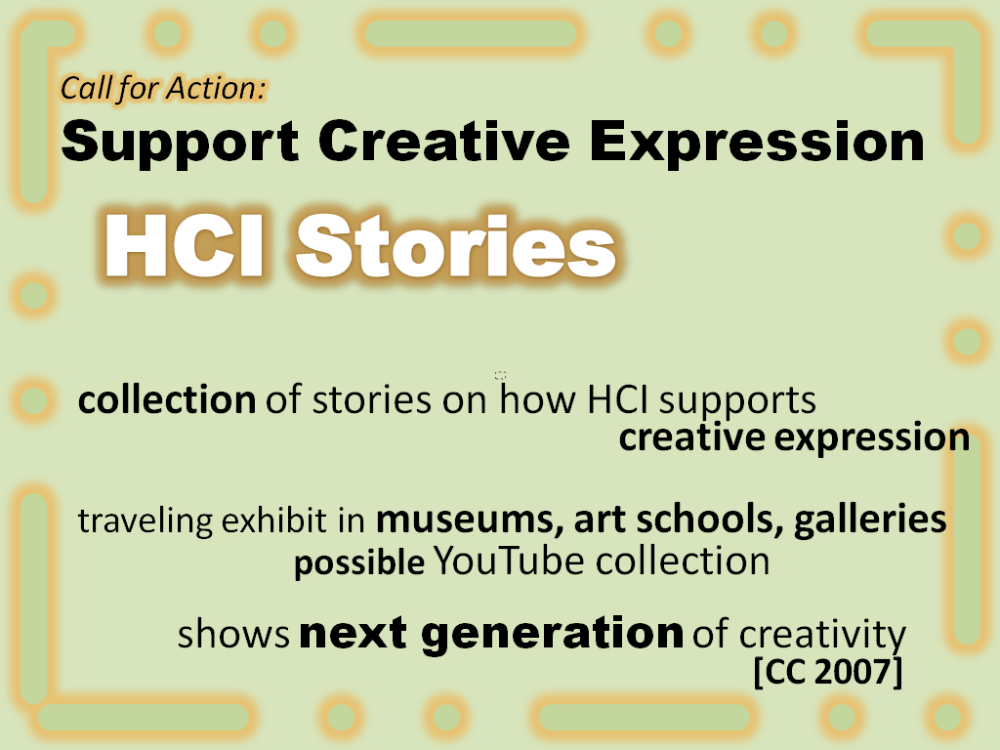 Call for Action:
Support Creative Expression
HCI Stories
collection of stories on how HCI supports
creative expression
traveling exhibit in museums, art schools, galleries
possible YouTube collection
shows next generation of creativity
[CC 2007]